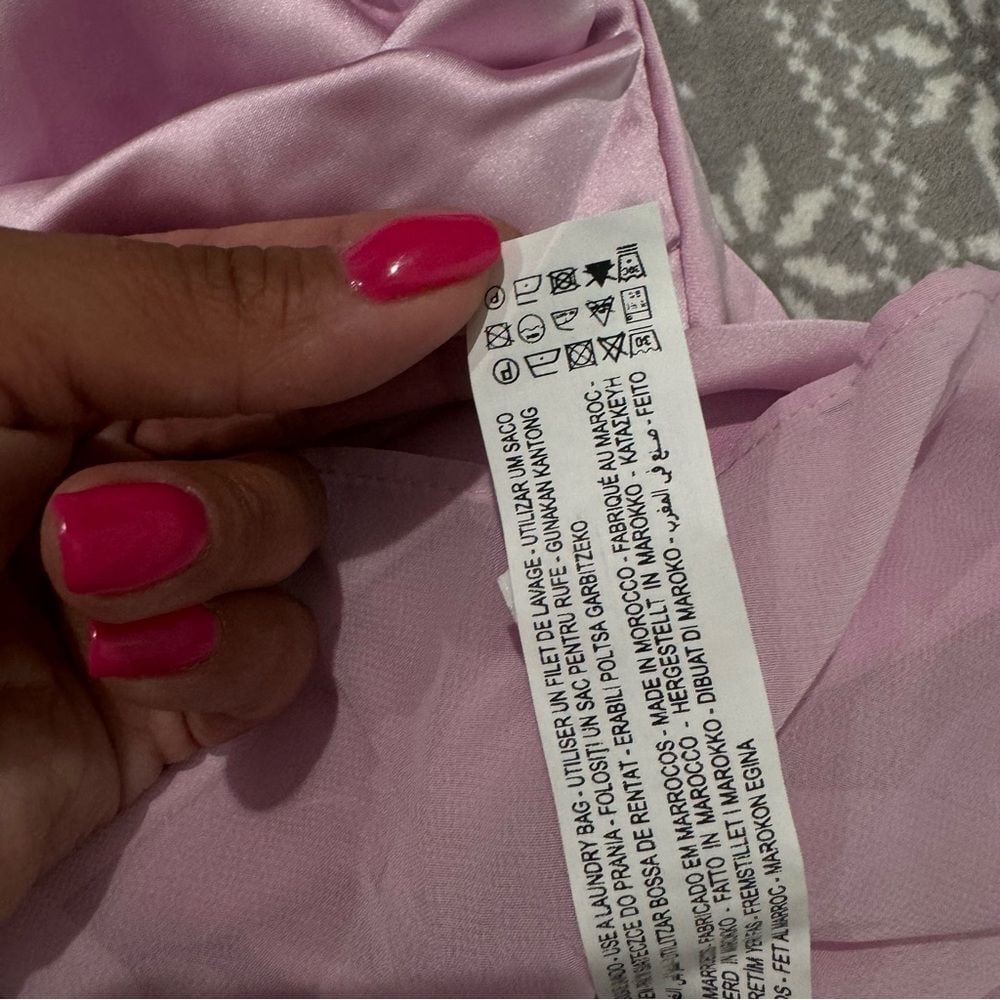 USE A LAUNDRY BAG - UTILISER UN FILET DE LAVAGE - UTILIZAR UM SACO
DO PRANIA - FOLOSIȚI UN SAC PENTRU RUFE - GUNAKAN KANTONG
BOSSA DE RENTAT - ERABILI POLTSA GARBITZEKO
FABRICADO EM MARROCOS - MADE IN MOROCCO - FABRIQUÉ AU MAROC -
FATTO IN MAROCCO - HERGESTELLT IN MAROKKO - ΚΑΤΑΣΚΕΥΗ
FREMSTILLET I MAROKKO - DIBUAT DI MAROKO - صنع في المغرب - FEITO
FET AL MARROC - MAROKON EGINA